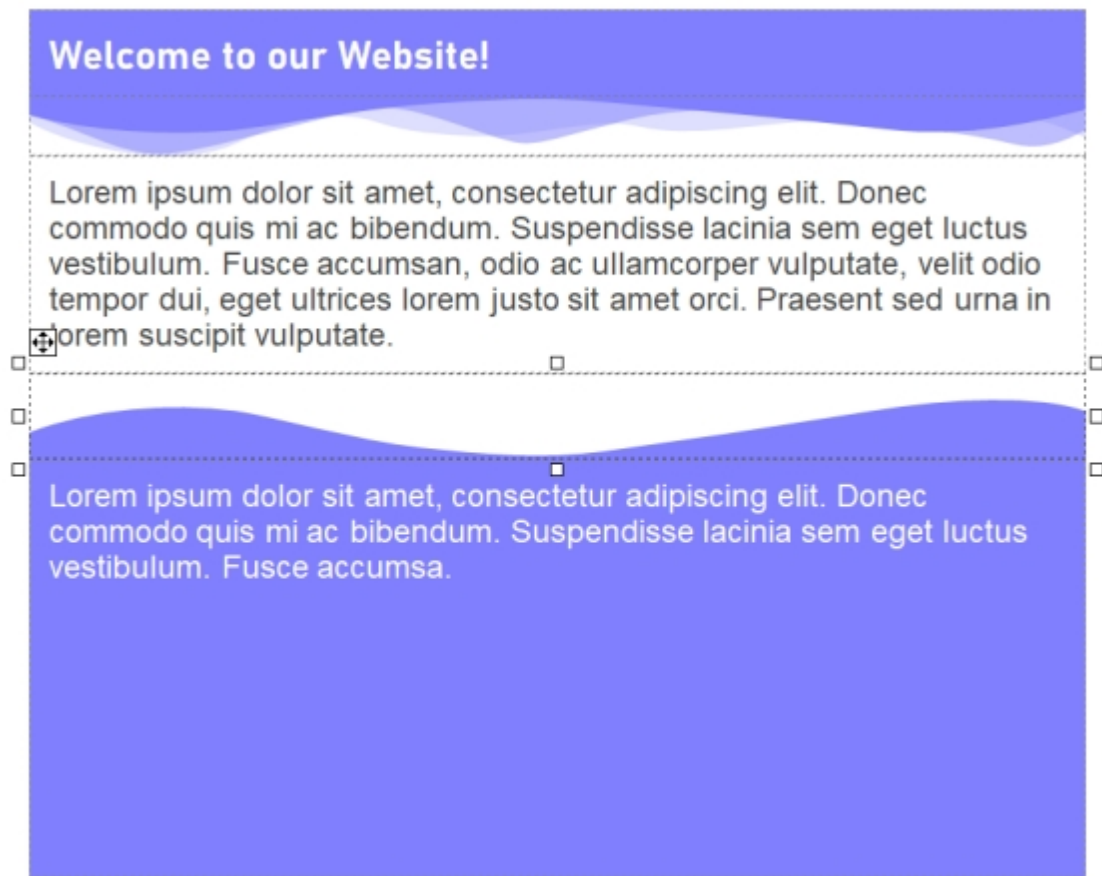 Welcome to our Website!
Lorem ipsum dolor sit amet, consectetur adipiscing elit. Donec
commodo quis mi ac bibendum. Suspendisse lacinia sem eget luctus
vestibulum. Fusce accumsan, odio ac ullamcorper vulputate, velit odio
tempor dui, eget ultrices lorem justo sit amet orci. Praesent sed urna in
lorem suscipit vulputate.
Lorem ipsum dolor sit amet, consectetur adipiscing elit. Donec
commodo quis mi ac bibendum. Suspendisse lacinia sem eget luctus
vestibulum. Fusce accumsa.